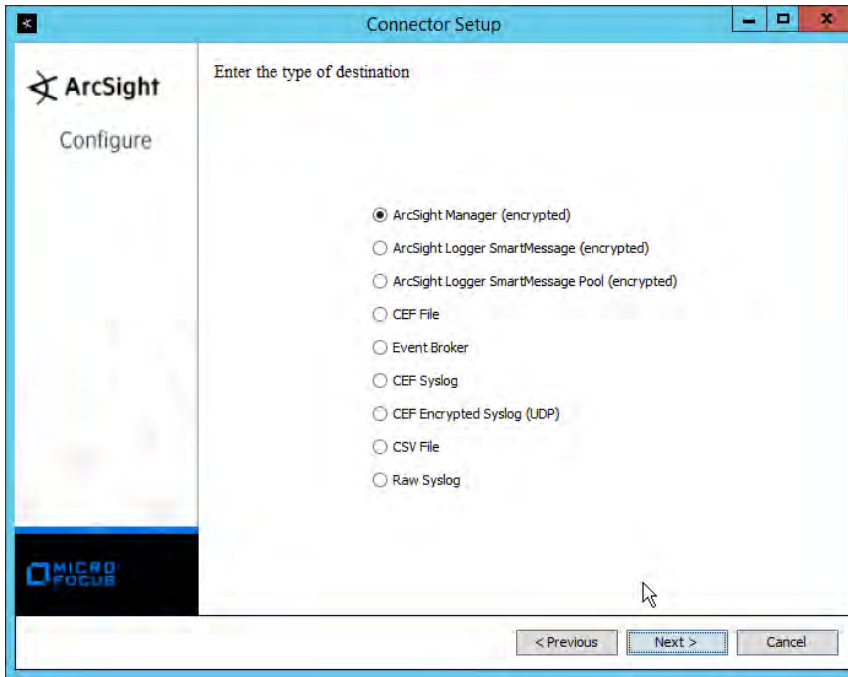 Connector Setup
ArcSight
Configure
Enter the type of destination
ArcSight Manager (encrypted)
ArcSight Logger SmartMessage (encrypted)
ArcSight Logger SmartMessage Pool (encrypted)
CEF File
Event Broker
CEF Syslog
CEF Encrypted Syslog (UDP)
CSV File
Raw Syslog
MICRO
FOCUS
< Previous
Next >
Cancel